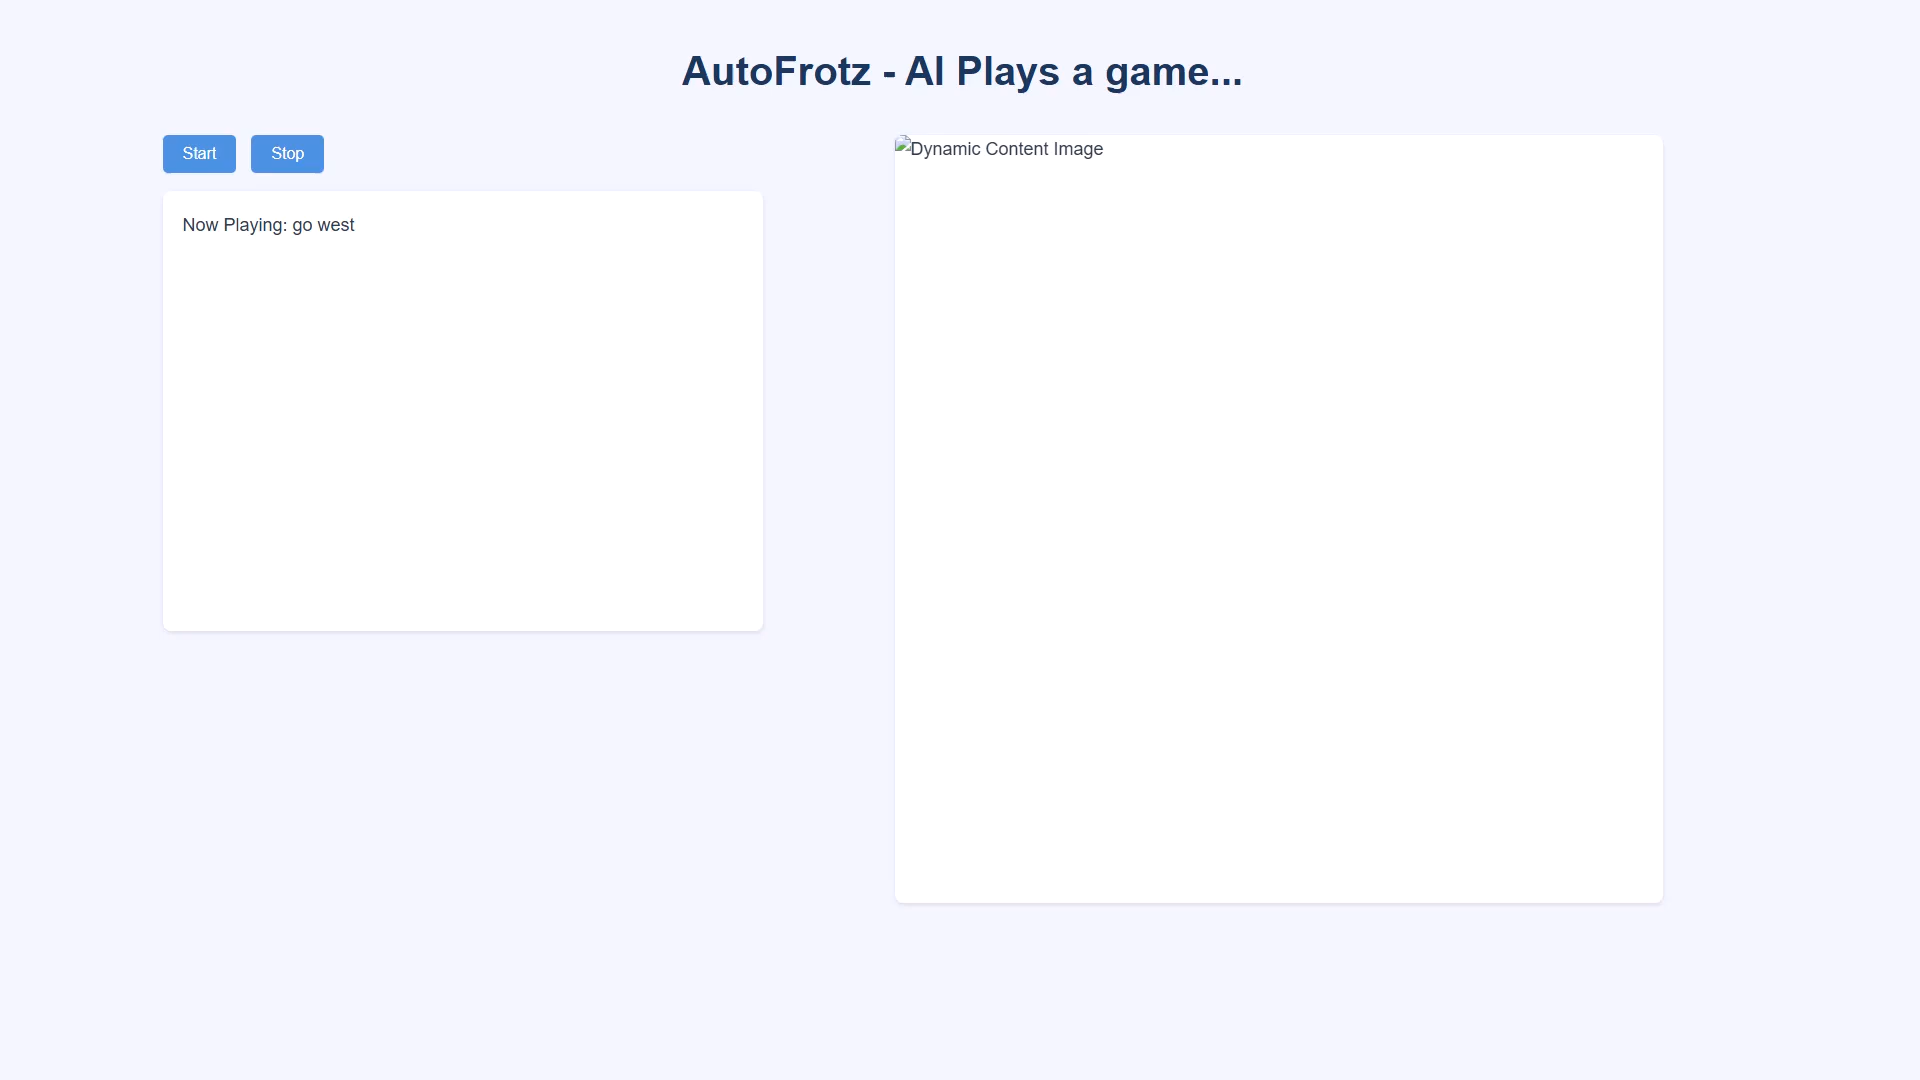 AutoFrotz - AI Plays a game...
Start
Stop
Now Playing: go west
Dynamic Content Image